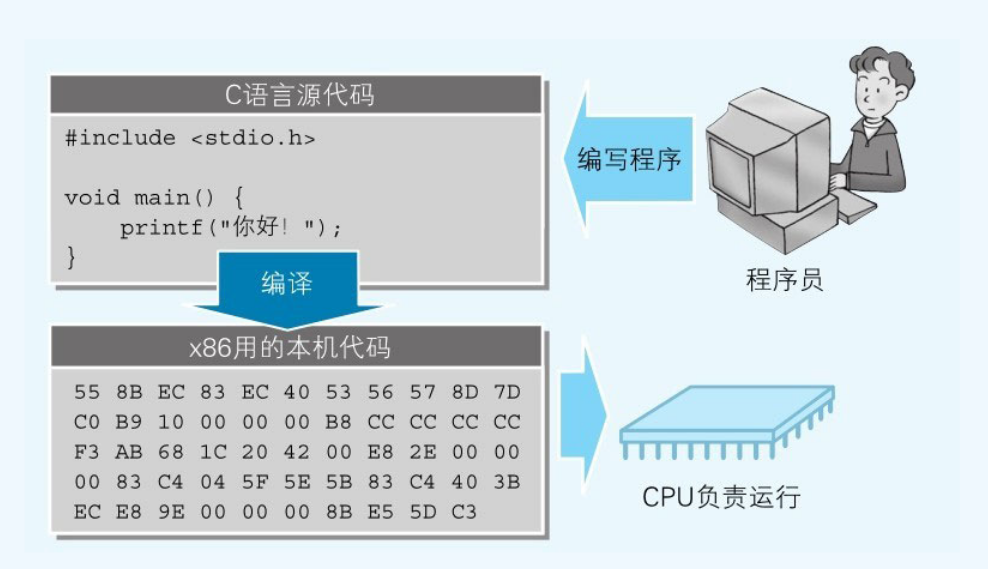 C语言源代码
#include <stdio.h>
void main() {
    printf("你好！");
}
编写程序
程序员
编译
x86用的本机代码
55 8B EC 83 EC 40 53 56 57 8D 7D
C0 B9 10 00 00 00 B8 CC CC CC CC
F3 AB 68 1C 20 42 00 E8 2E 00 00
00 83 C4 04 5F 5E 5B 83 C4 40 3B
EC E8 9E 00 00 00 8B E5 5D C3
CPU负责运行